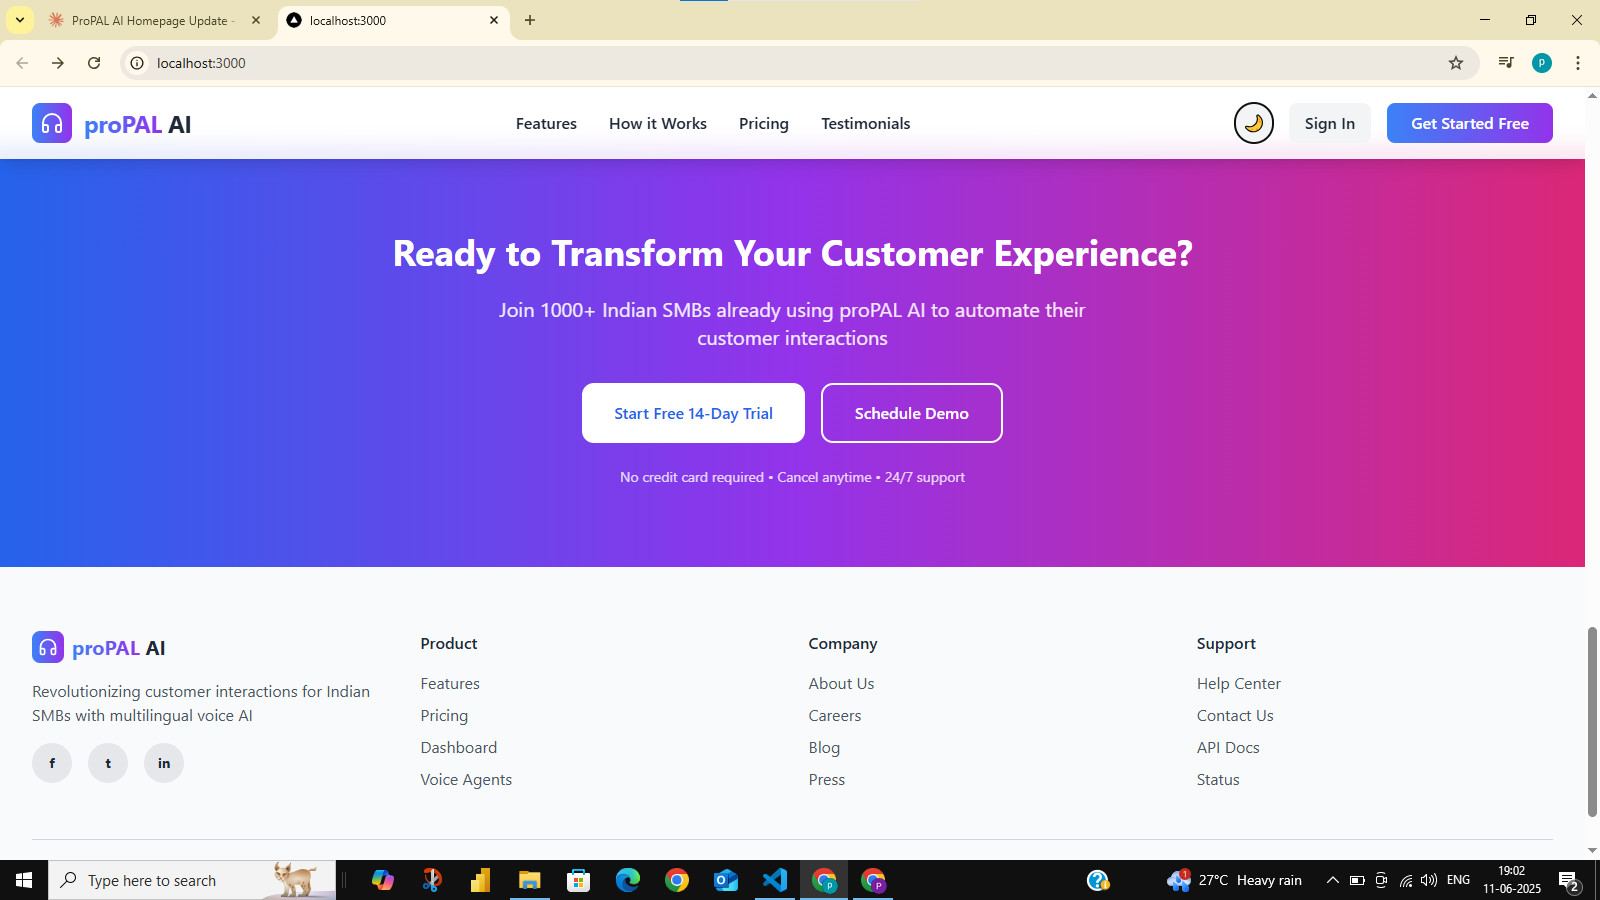 ProPAL AI Homepage Update -
localhost:3000
localhost:3000
P
proPAL AI
Features
How it Works
Pricing
Testimonials
Sign In
Get Started Free
Ready to Transform Your Customer Experience?
Join 1000+ Indian SMBs already using proPAL AI to automate their
customer interactions
Start Free 14-Day Trial
Schedule Demo
No credit card required • Cancel anytime • 24/7 support
proPAL AI
Revolutionizing customer interactions for Indian
SMBs with multilingual voice AI
f
t
in
Product
Features
Pricing
Dashboard
Voice Agents
Company
About Us
Careers
Blog
Press
Support
Help Center
Contact Us
API Docs
Status
Type here to search
P
P
1
27°C Heavy rain
ENG
19:02
11-06-2025
2